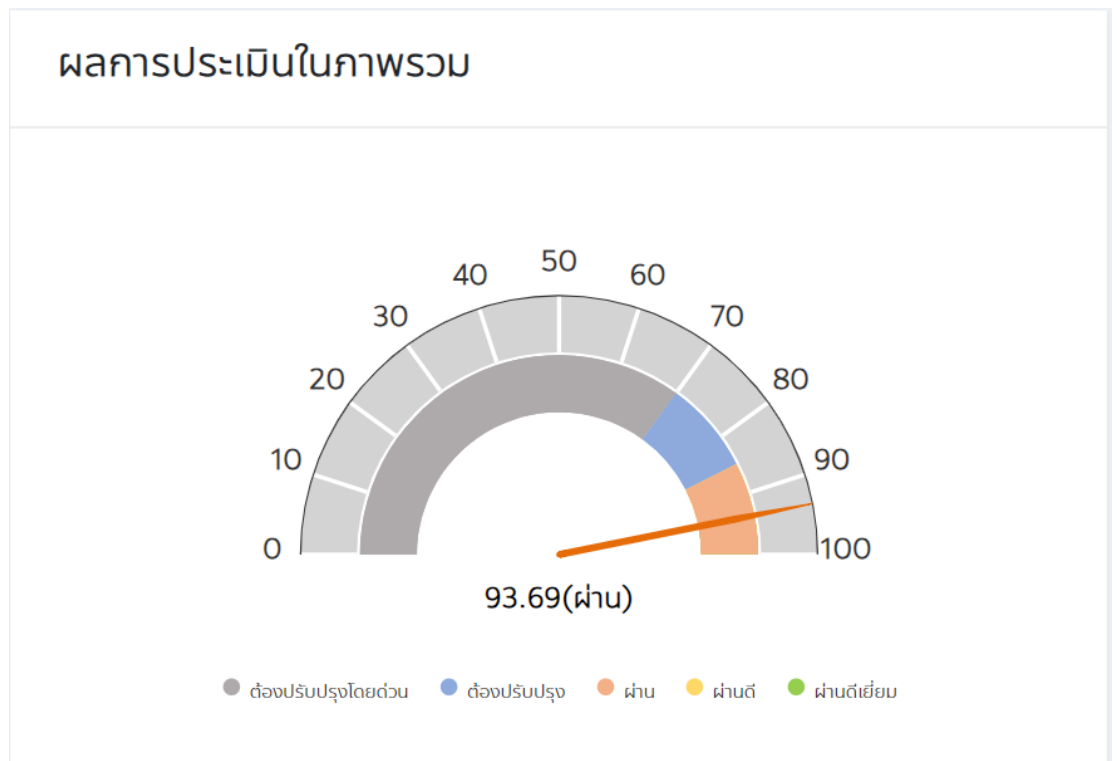 ผลการประเมินในภาพรวม
50
40 60
30 70
20 80
10 90
0 100
93.69(ผ่าน)
ต้องปรับปรุงโดยด่วน ต้องปรับปรุง ผ่าน ผ่านดี ผ่านดีเยี่ยม